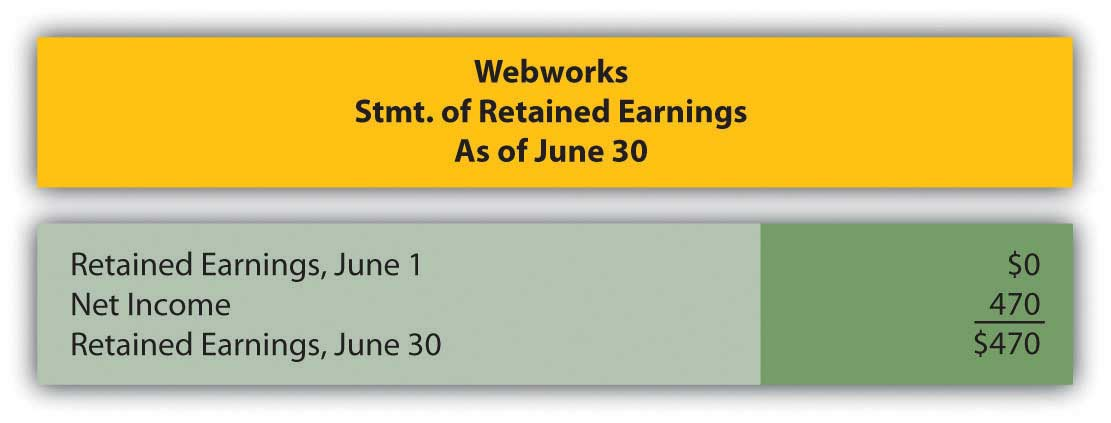 Webworks
Stmt. of Retained Earnings
As of June 30
Retained Earnings, June 1 $0
Net Income 470
Retained Earnings, June 30 $470